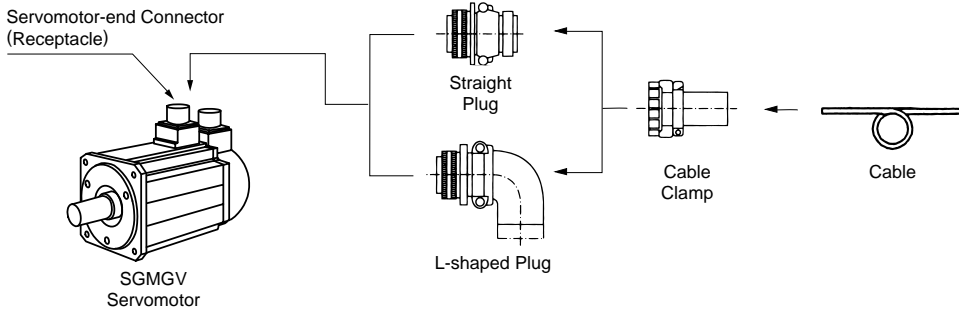 Servomotor-end Connector
(Receptacle)
SGMGV
Servomotor
Straight
Plug
L-shaped Plug
Cable
Clamp
Cable